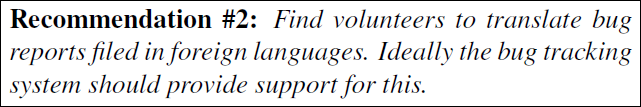 Recommendation #2: Find volunteers to translate bug
reports filed in foreign languages. Ideally the bug tracking
system should provide support for this.